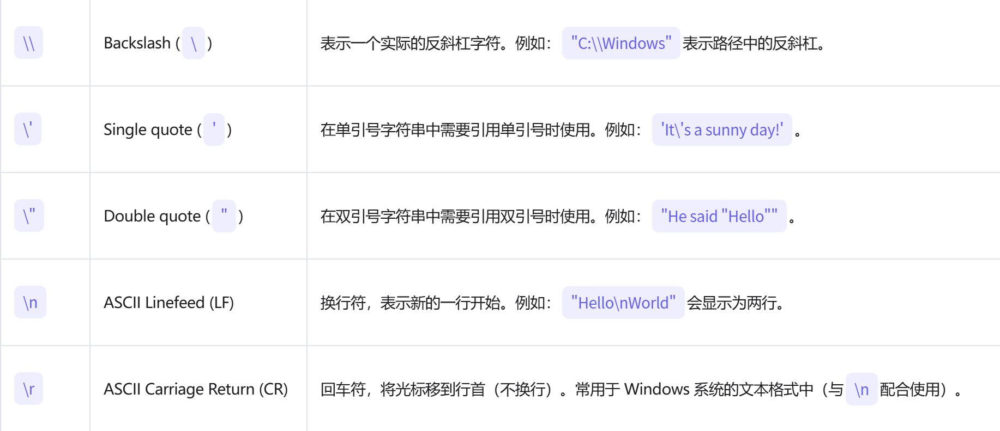 \\ Backslash ( \ ) 表示一个实际的反斜杠字符。例如： "C:\\Windows" 表示路径中的反斜杠。
\' Single quote ( ' ) 在单引号字符串中需要引用单引号时使用。例如： 'It\'s a sunny day!' 。
\" Double quote ( " ) 在双引号字符串中需要引用双引号时使用。例如： "He said "Hello"" 。
\n ASCII Linefeed (LF) 换行符，表示新的一行开始。例如： "Hello\nWorld" 会显示为两行。
\r ASCII Carriage Return (CR) 回车符，将光标移到行首（不换行）。常用于 Windows 系统的文本格式中（与 \n 配合使用）。